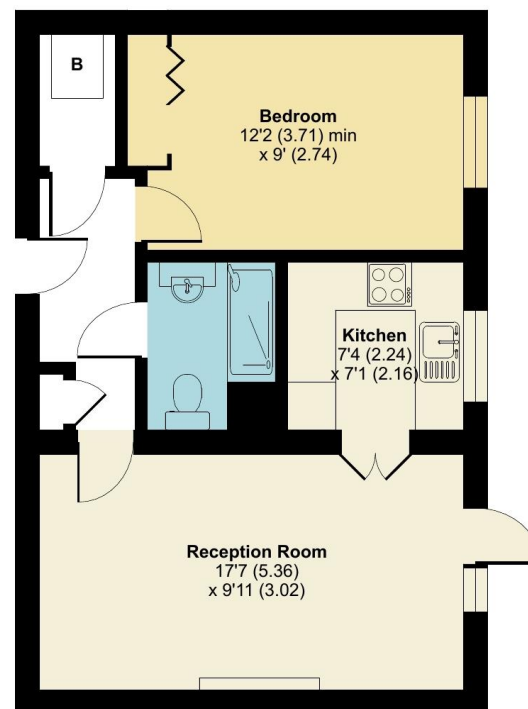 B
Bedroom
12'2 (3.71) min
x 9' (2.74)
Kitchen
7'4 (2.24)
x 7'1 (2.16)
Reception Room
17'7 (5.36)
x 9'11 (3.02)